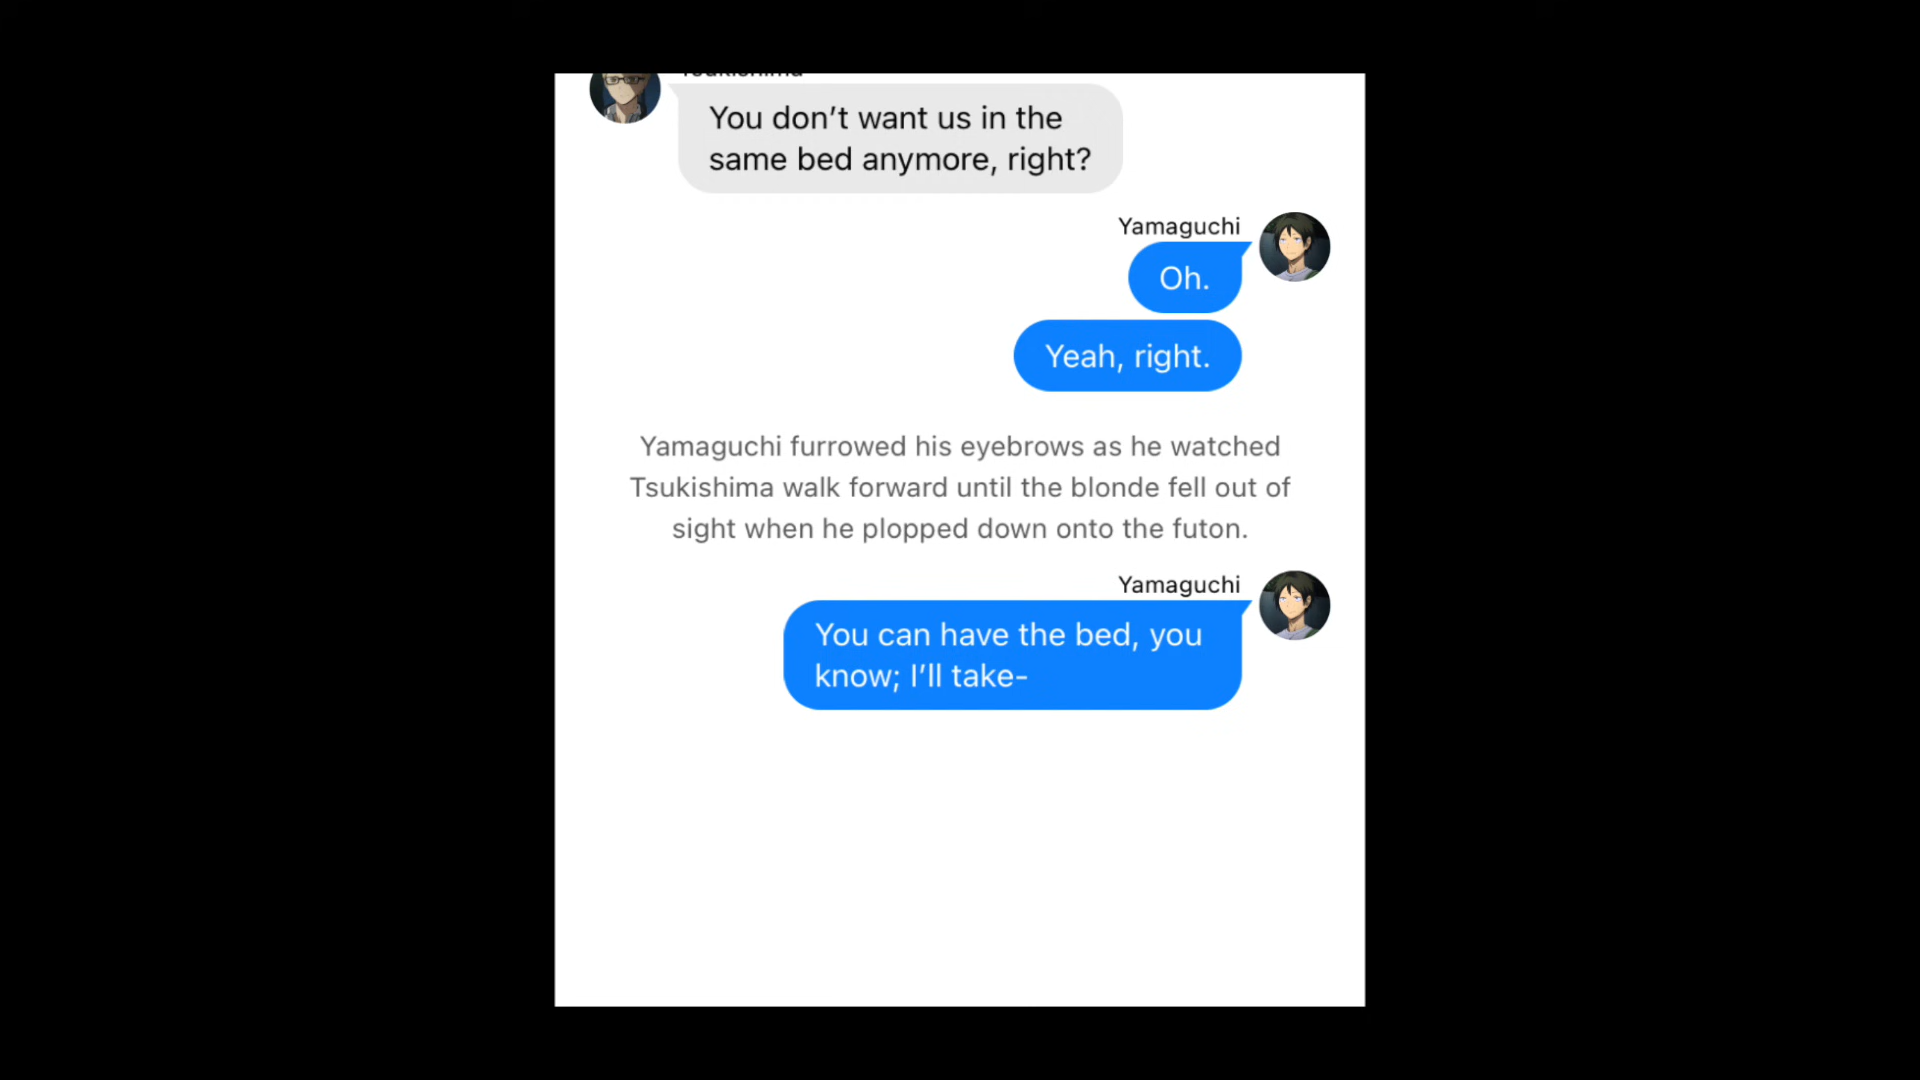 You don’t want us in the
same bed anymore, right?
Yamaguchi
Oh.
Yeah, right.
Yamaguchi furrowed his eyebrows as he watched
Tsukishima walk forward until the blonde fell out of
sight when he plopped down onto the futon.
Yamaguchi
You can have the bed, you
know; I’ll take-